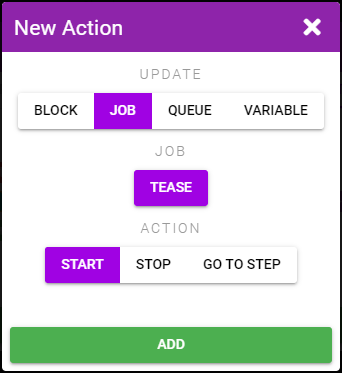 New Action
UPDATE
BLOCK JOB QUEUE VARIABLE
JOB
TEASE
ACTION
START STOP GO TO STEP
ADD